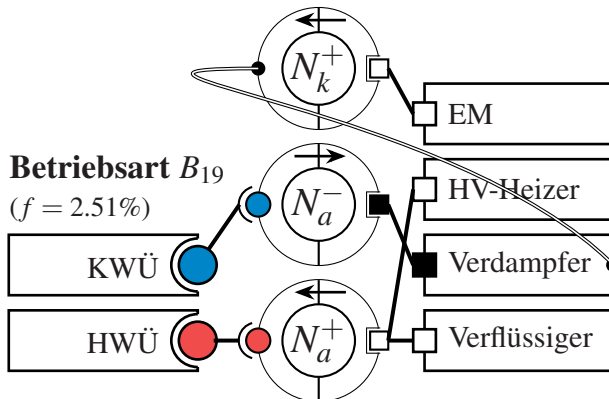 N_k^+
EM
Betriebsart B_19
(f = 2.51%)
N_a^-
HV-Heizer
KWÜ
Verdampfer
HWÜ
N_a^+
Verflüssiger